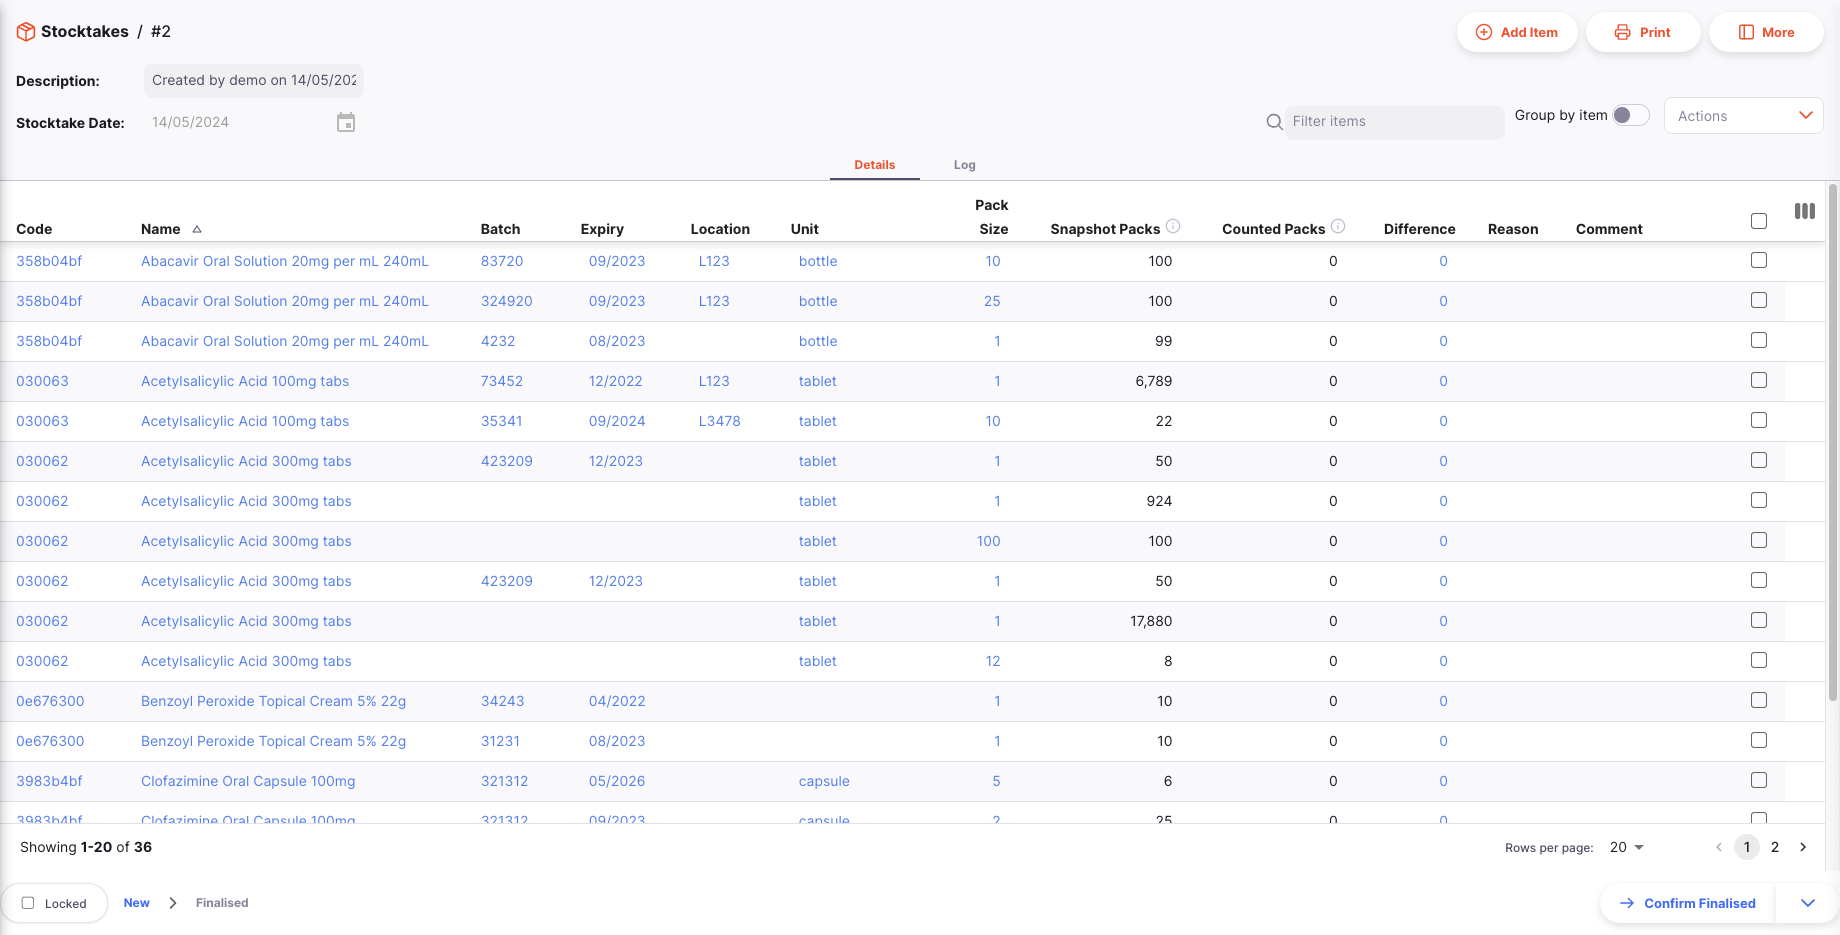 Stocktakes / #2
Add Item
Print
More
Description: Created by demo on 14/05/202
Stocktake Date: 14/05/2024
Filter items
Group by item
Actions
Details
Log
Code Name Batch Expiry Location Unit Pack Size Snapshot Packs Counted Packs Difference Reason Comment
358b04bf Abacavir Oral Solution 20mg per mL 240mL 83720 09/2023 L123 bottle 10 100 0 0
358b04bf Abacavir Oral Solution 20mg per mL 240mL 324920 09/2023 L123 bottle 25 100 0 0
358b04bf Abacavir Oral Solution 20mg per mL 240mL 4232 08/2023 bottle 1 99 0 0
030063 Acetylsalicylic Acid 100mg tabs 73452 12/2022 L123 tablet 1 6,789 0 0
030063 Acetylsalicylic Acid 100mg tabs 35341 09/2024 L3478 tablet 10 22 0 0
030062 Acetylsalicylic Acid 300mg tabs 423209 12/2023 tablet 1 50 0 0
030062 Acetylsalicylic Acid 300mg tabs tablet 1 924 0 0
030062 Acetylsalicylic Acid 300mg tabs tablet 100 100 0 0
030062 Acetylsalicylic Acid 300mg tabs 423209 12/2023 tablet 1 50 0 0
030062 Acetylsalicylic Acid 300mg tabs tablet 1 17,880 0 0
030062 Acetylsalicylic Acid 300mg tabs tablet 12 8 0 0
0e676300 Benzoyl Peroxide Topical Cream 5% 22g 34243 04/2022 1 10 0 0
0e676300 Benzoyl Peroxide Topical Cream 5% 22g 31231 08/2023 1 10 0 0
3983b4bf Clofazimine Oral Capsule 100mg 321312 05/2026 capsule 5 6 0 0
3983b4bf Clofazimine Oral Capsule 100mg 321312 09/2023 capsule 2 25 0 0
Showing 1-20 of 36
Rows per page: 20
1 2
Locked
New
Finalised
Confirm Finalised